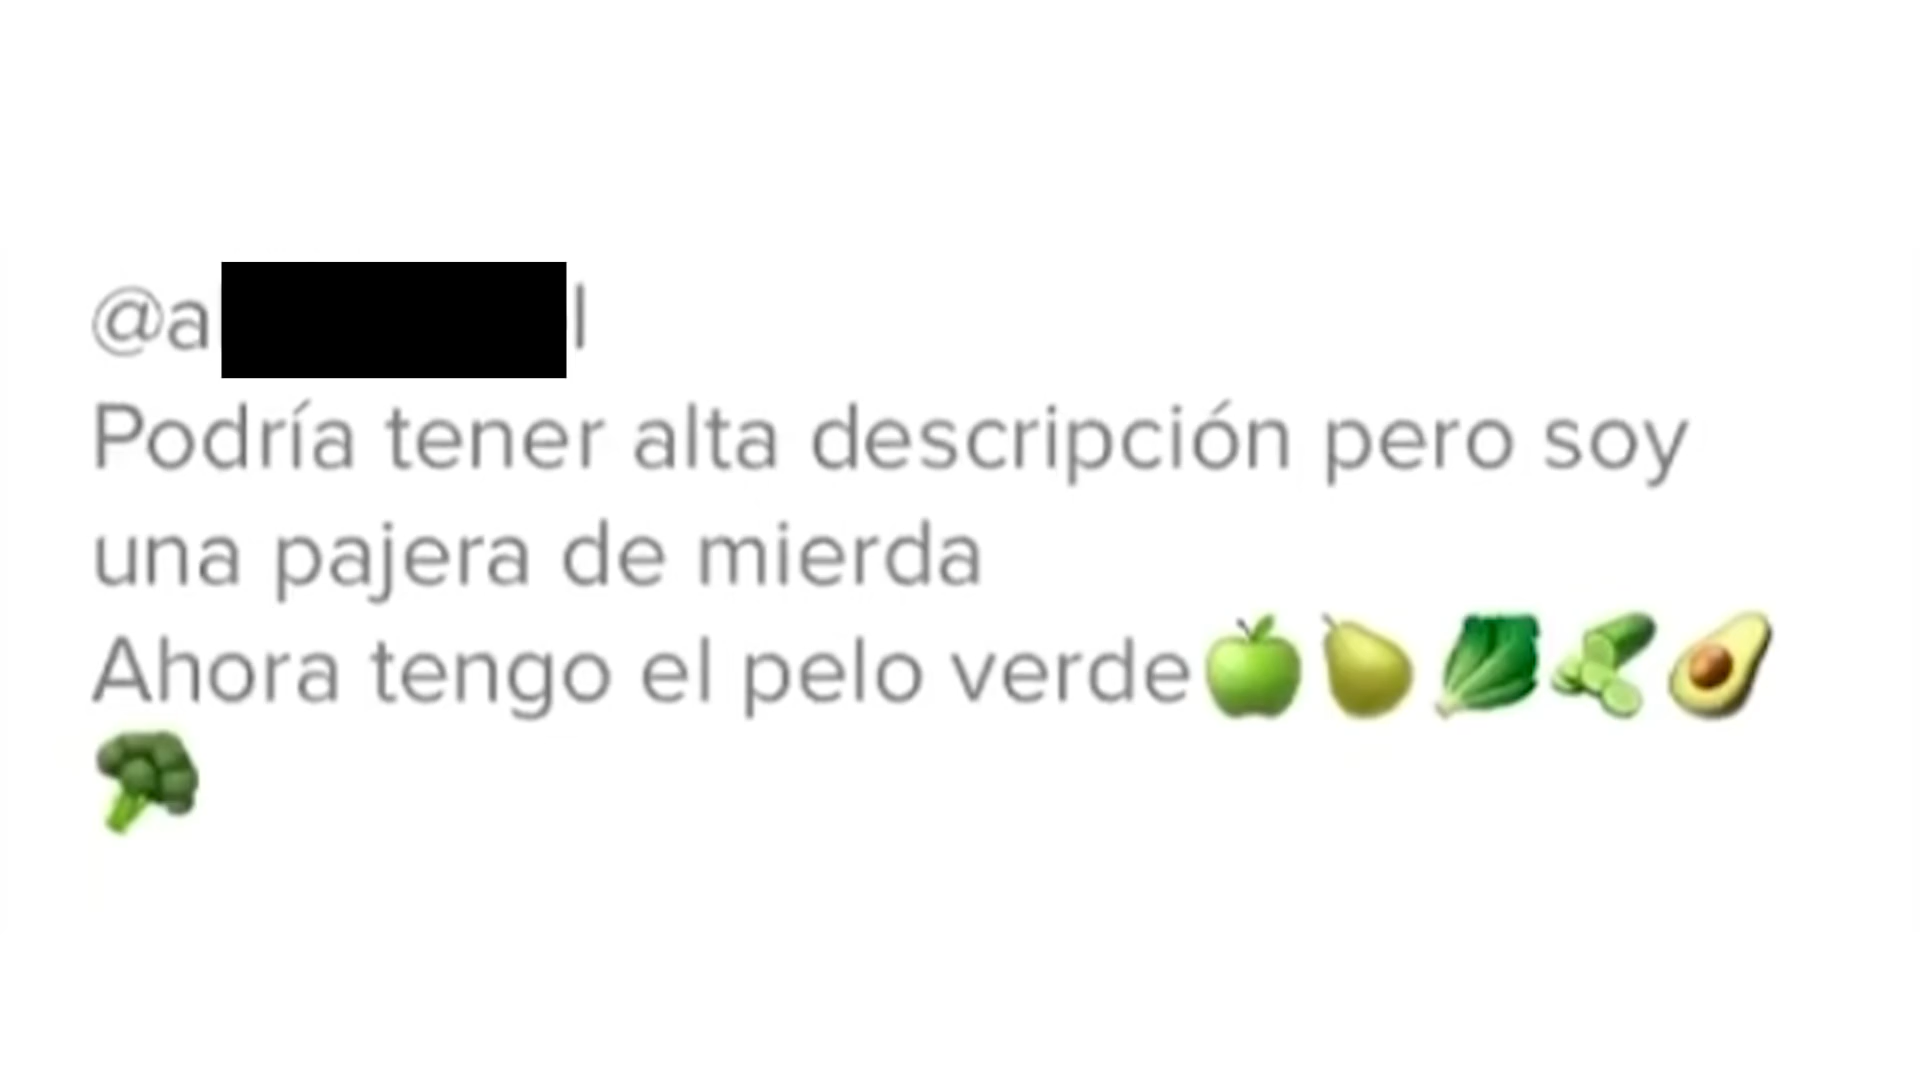 @a
l
Podría tener alta descripción pero soy
una pajera de mierda
Ahora tengo el pelo verde🍏🍐🥬🥒🥑
🥦